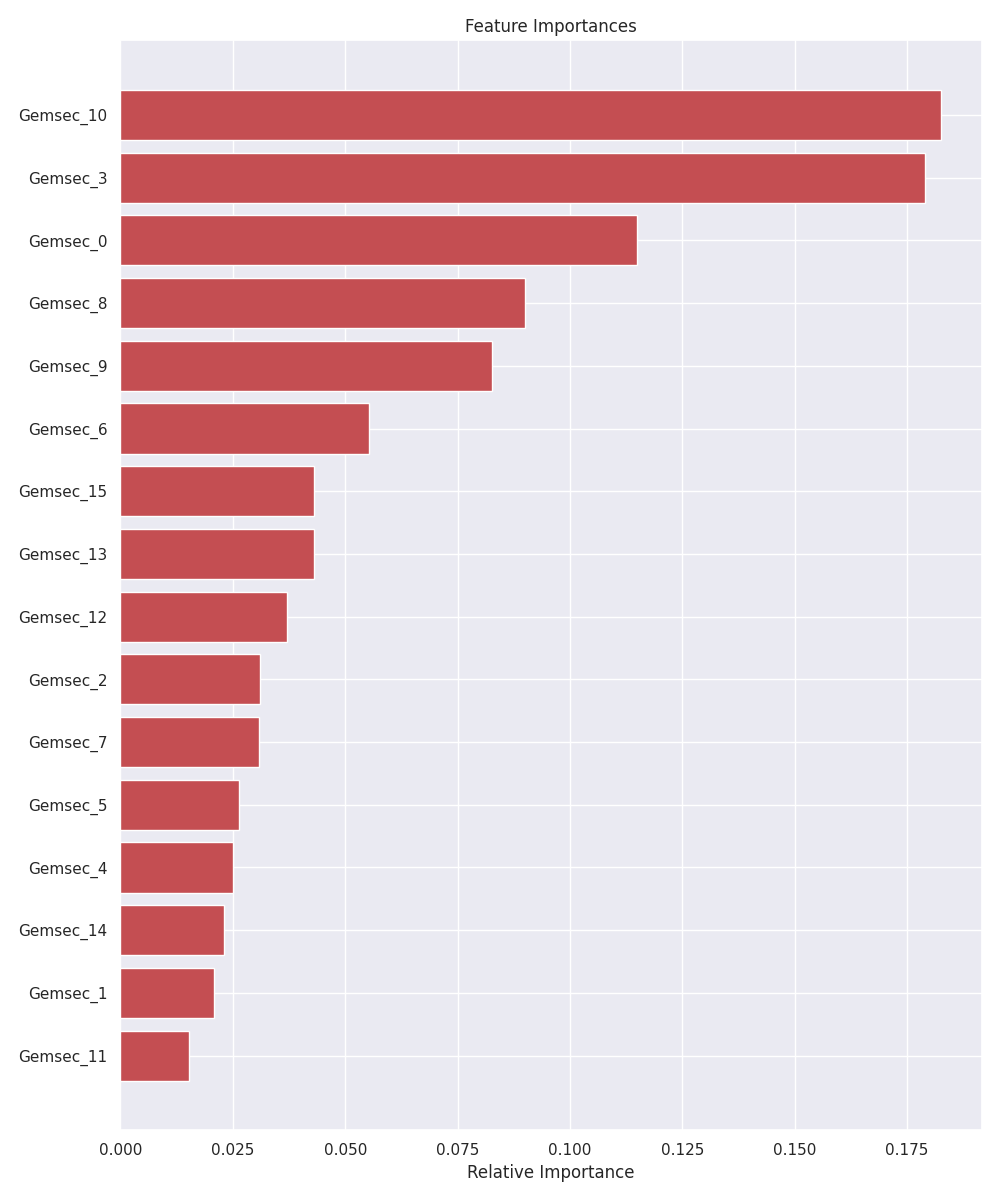 Feature Importances
Gemsec_10
Gemsec_3
Gemsec_0
Gemsec_8
Gemsec_9
Gemsec_6
Gemsec_15
Gemsec_13
Gemsec_12
Gemsec_2
Gemsec_7
Gemsec_5
Gemsec_4
Gemsec_14
Gemsec_1
Gemsec_11
0.000 0.025 0.050 0.075 0.100 0.125 0.150 0.175
Relative Importance